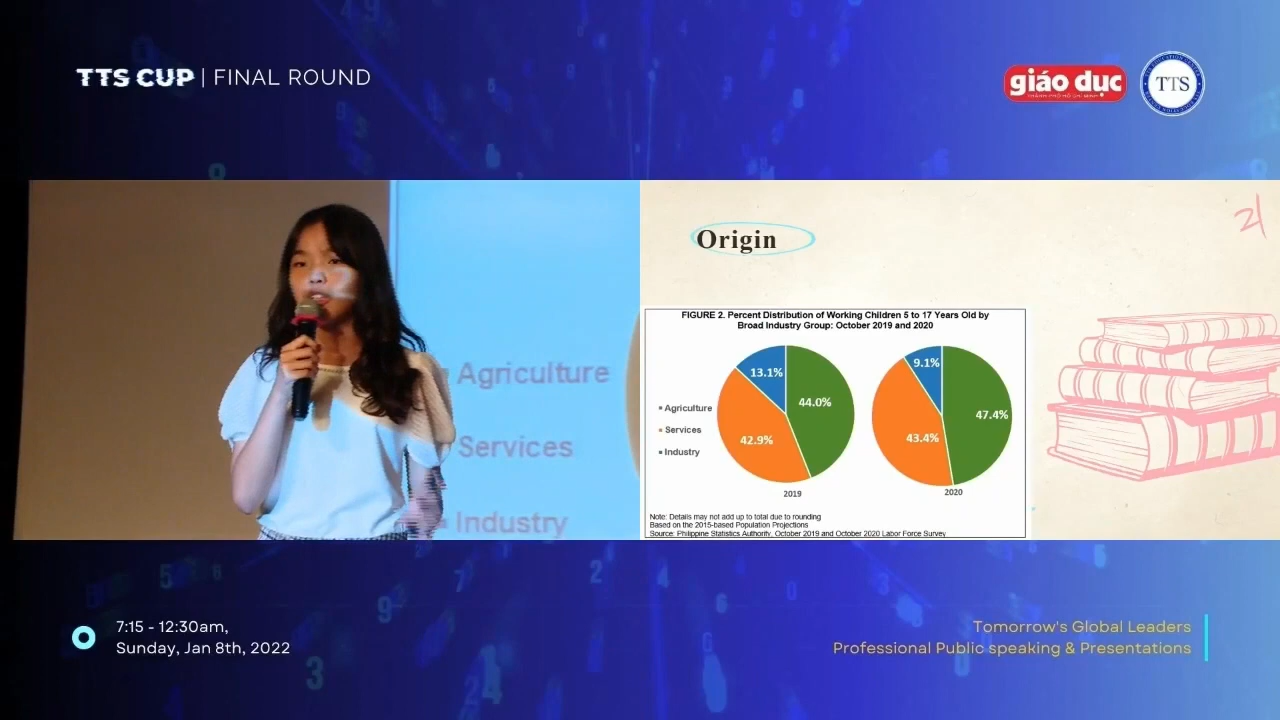 TTS CUP | FINAL ROUND
giáo dục
TTS
Origin
21
FIGURE 2. Percent Distribution of Working Children 5 to 17 Years Old by
Broad Industry Group: October 2019 and 2020
13.1%
44.0%
42.9%
9.1%
47.4%
43.4%
Agriculture
Services
Industry
2019
2020
Note: Details may not add up to total due to rounding
Based on the 2015-based Population Projections
Source: Philippine Statistics Authority, October 2019 and October 2020 Labor Force Survey
Agriculture
Services
Industry
7:15 - 12:30am,
Sunday, Jan 8th, 2022
Tomorrow's Global Leaders
Professional Public speaking & Presentations